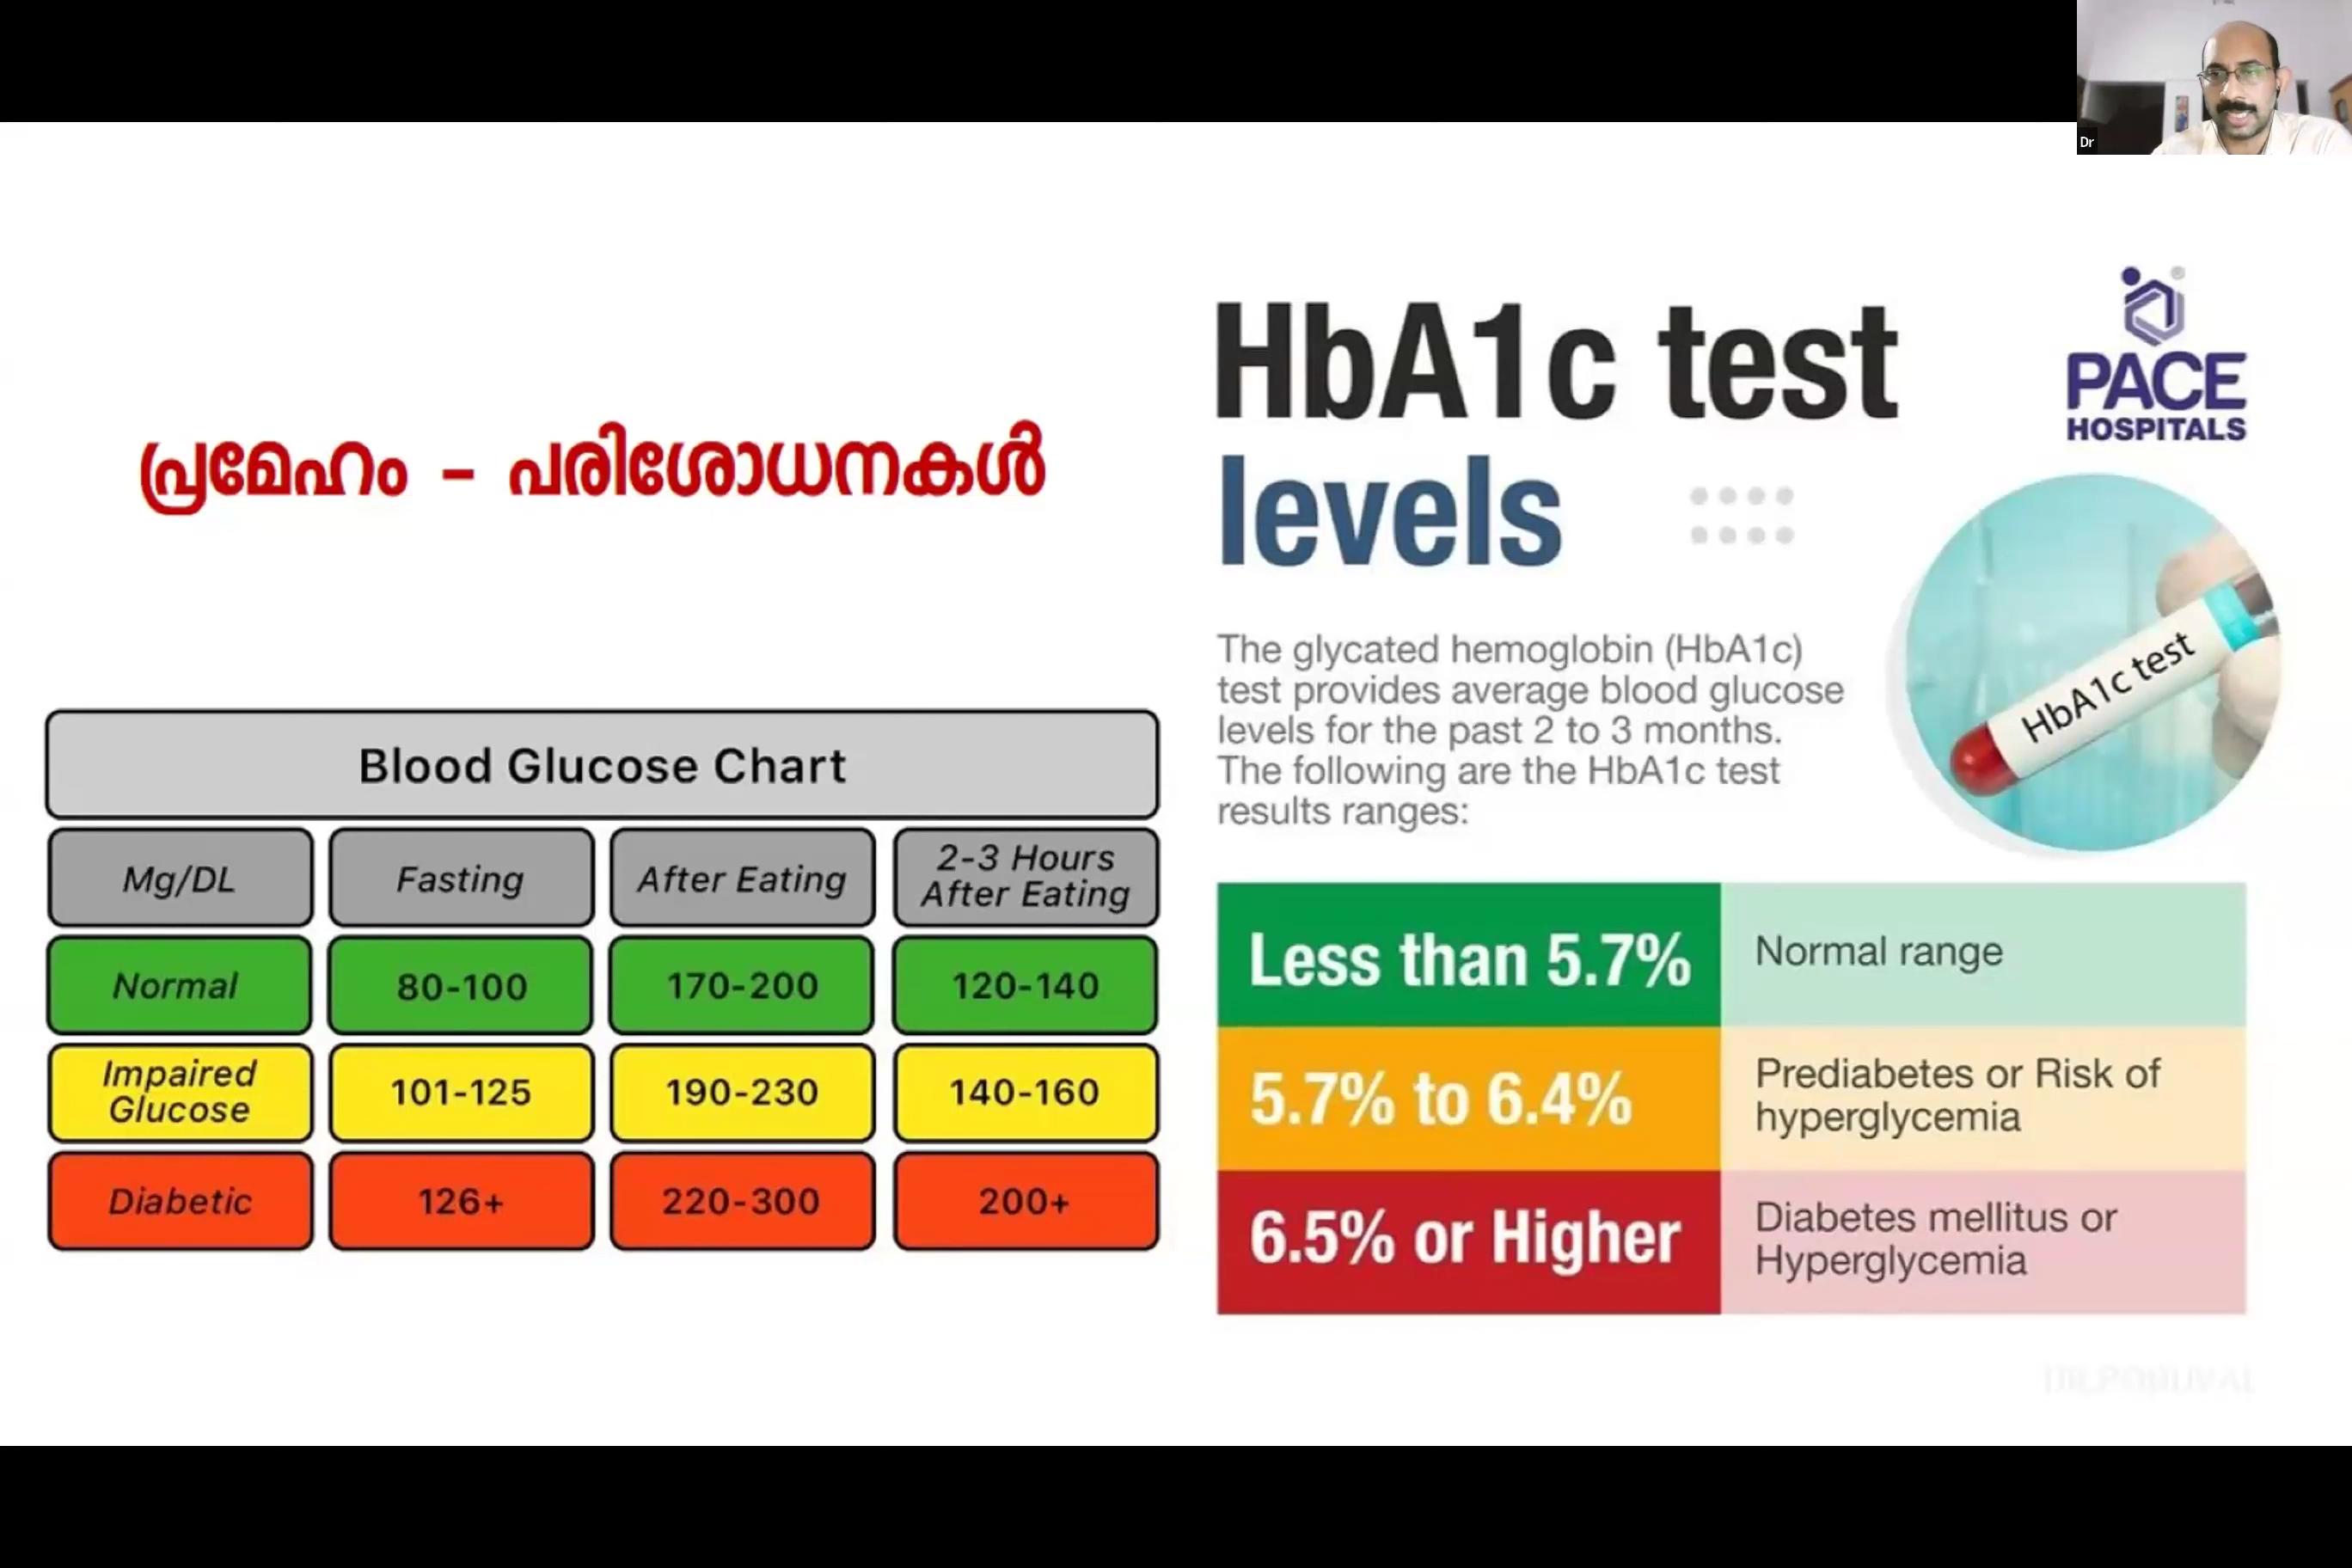 Dr
പ്രമേഹം - പരിശോധനകൾ
Blood Glucose Chart
Mg/DL Fasting After Eating 2-3 Hours After Eating
Normal 80-100 170-200 120-140
Impaired Glucose 101-125 190-230 140-160
Diabetic 126+ 220-300 200+
HbA1c test
levels
PACE
HOSPITALS
The glycated hemoglobin (HbA1c)
test provides average blood glucose
levels for the past 2 to 3 months.
The following are the HbA1c test
results ranges:
HbA1c test
Less than 5.7% Normal range
5.7% to 6.4% Prediabetes or Risk of
hyperglycemia
6.5% or Higher Diabetes mellitus or
Hyperglycemia
DR.PODUVAL